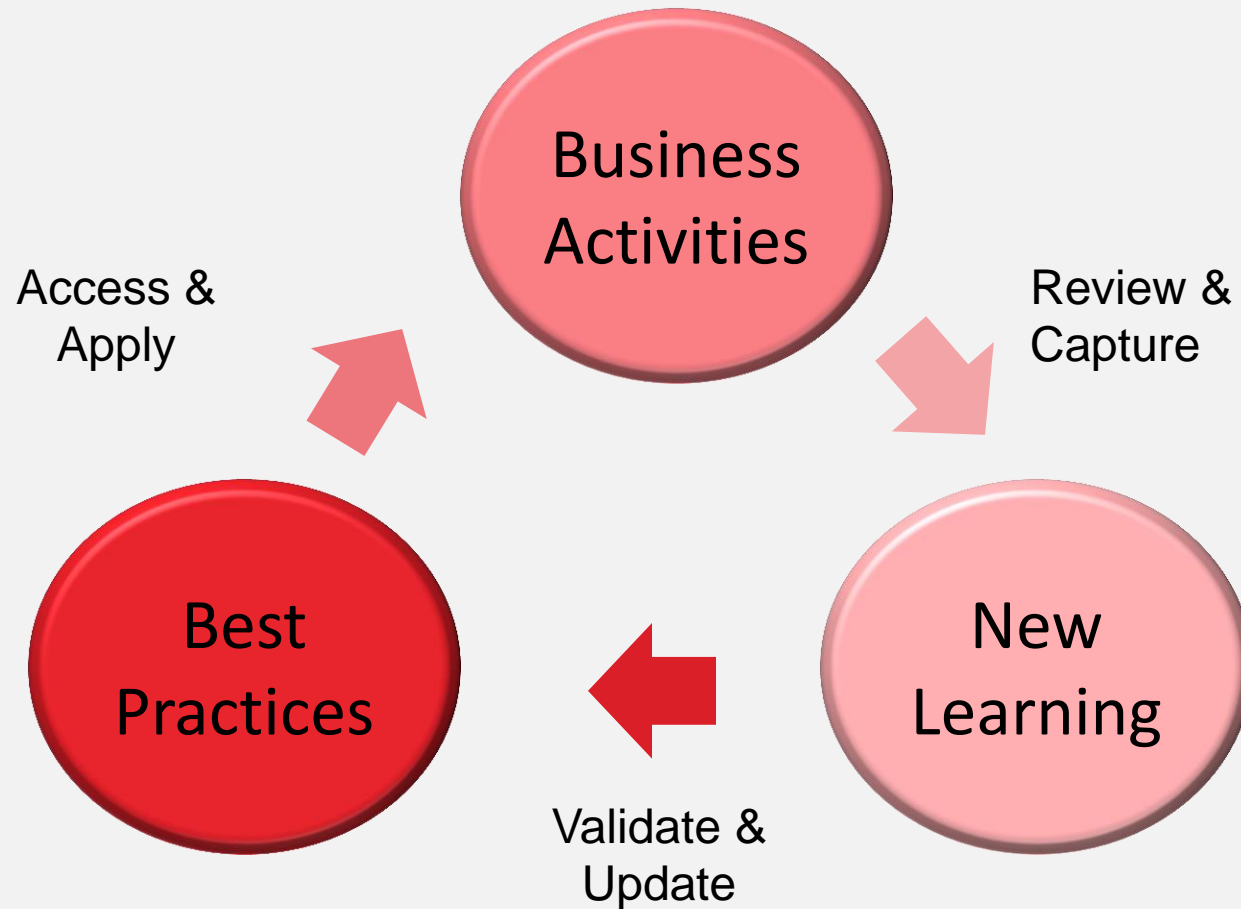 Business
Activities
Access &
Apply
Review &
Capture
Best
Practices
New
Learning
Validate &
Update